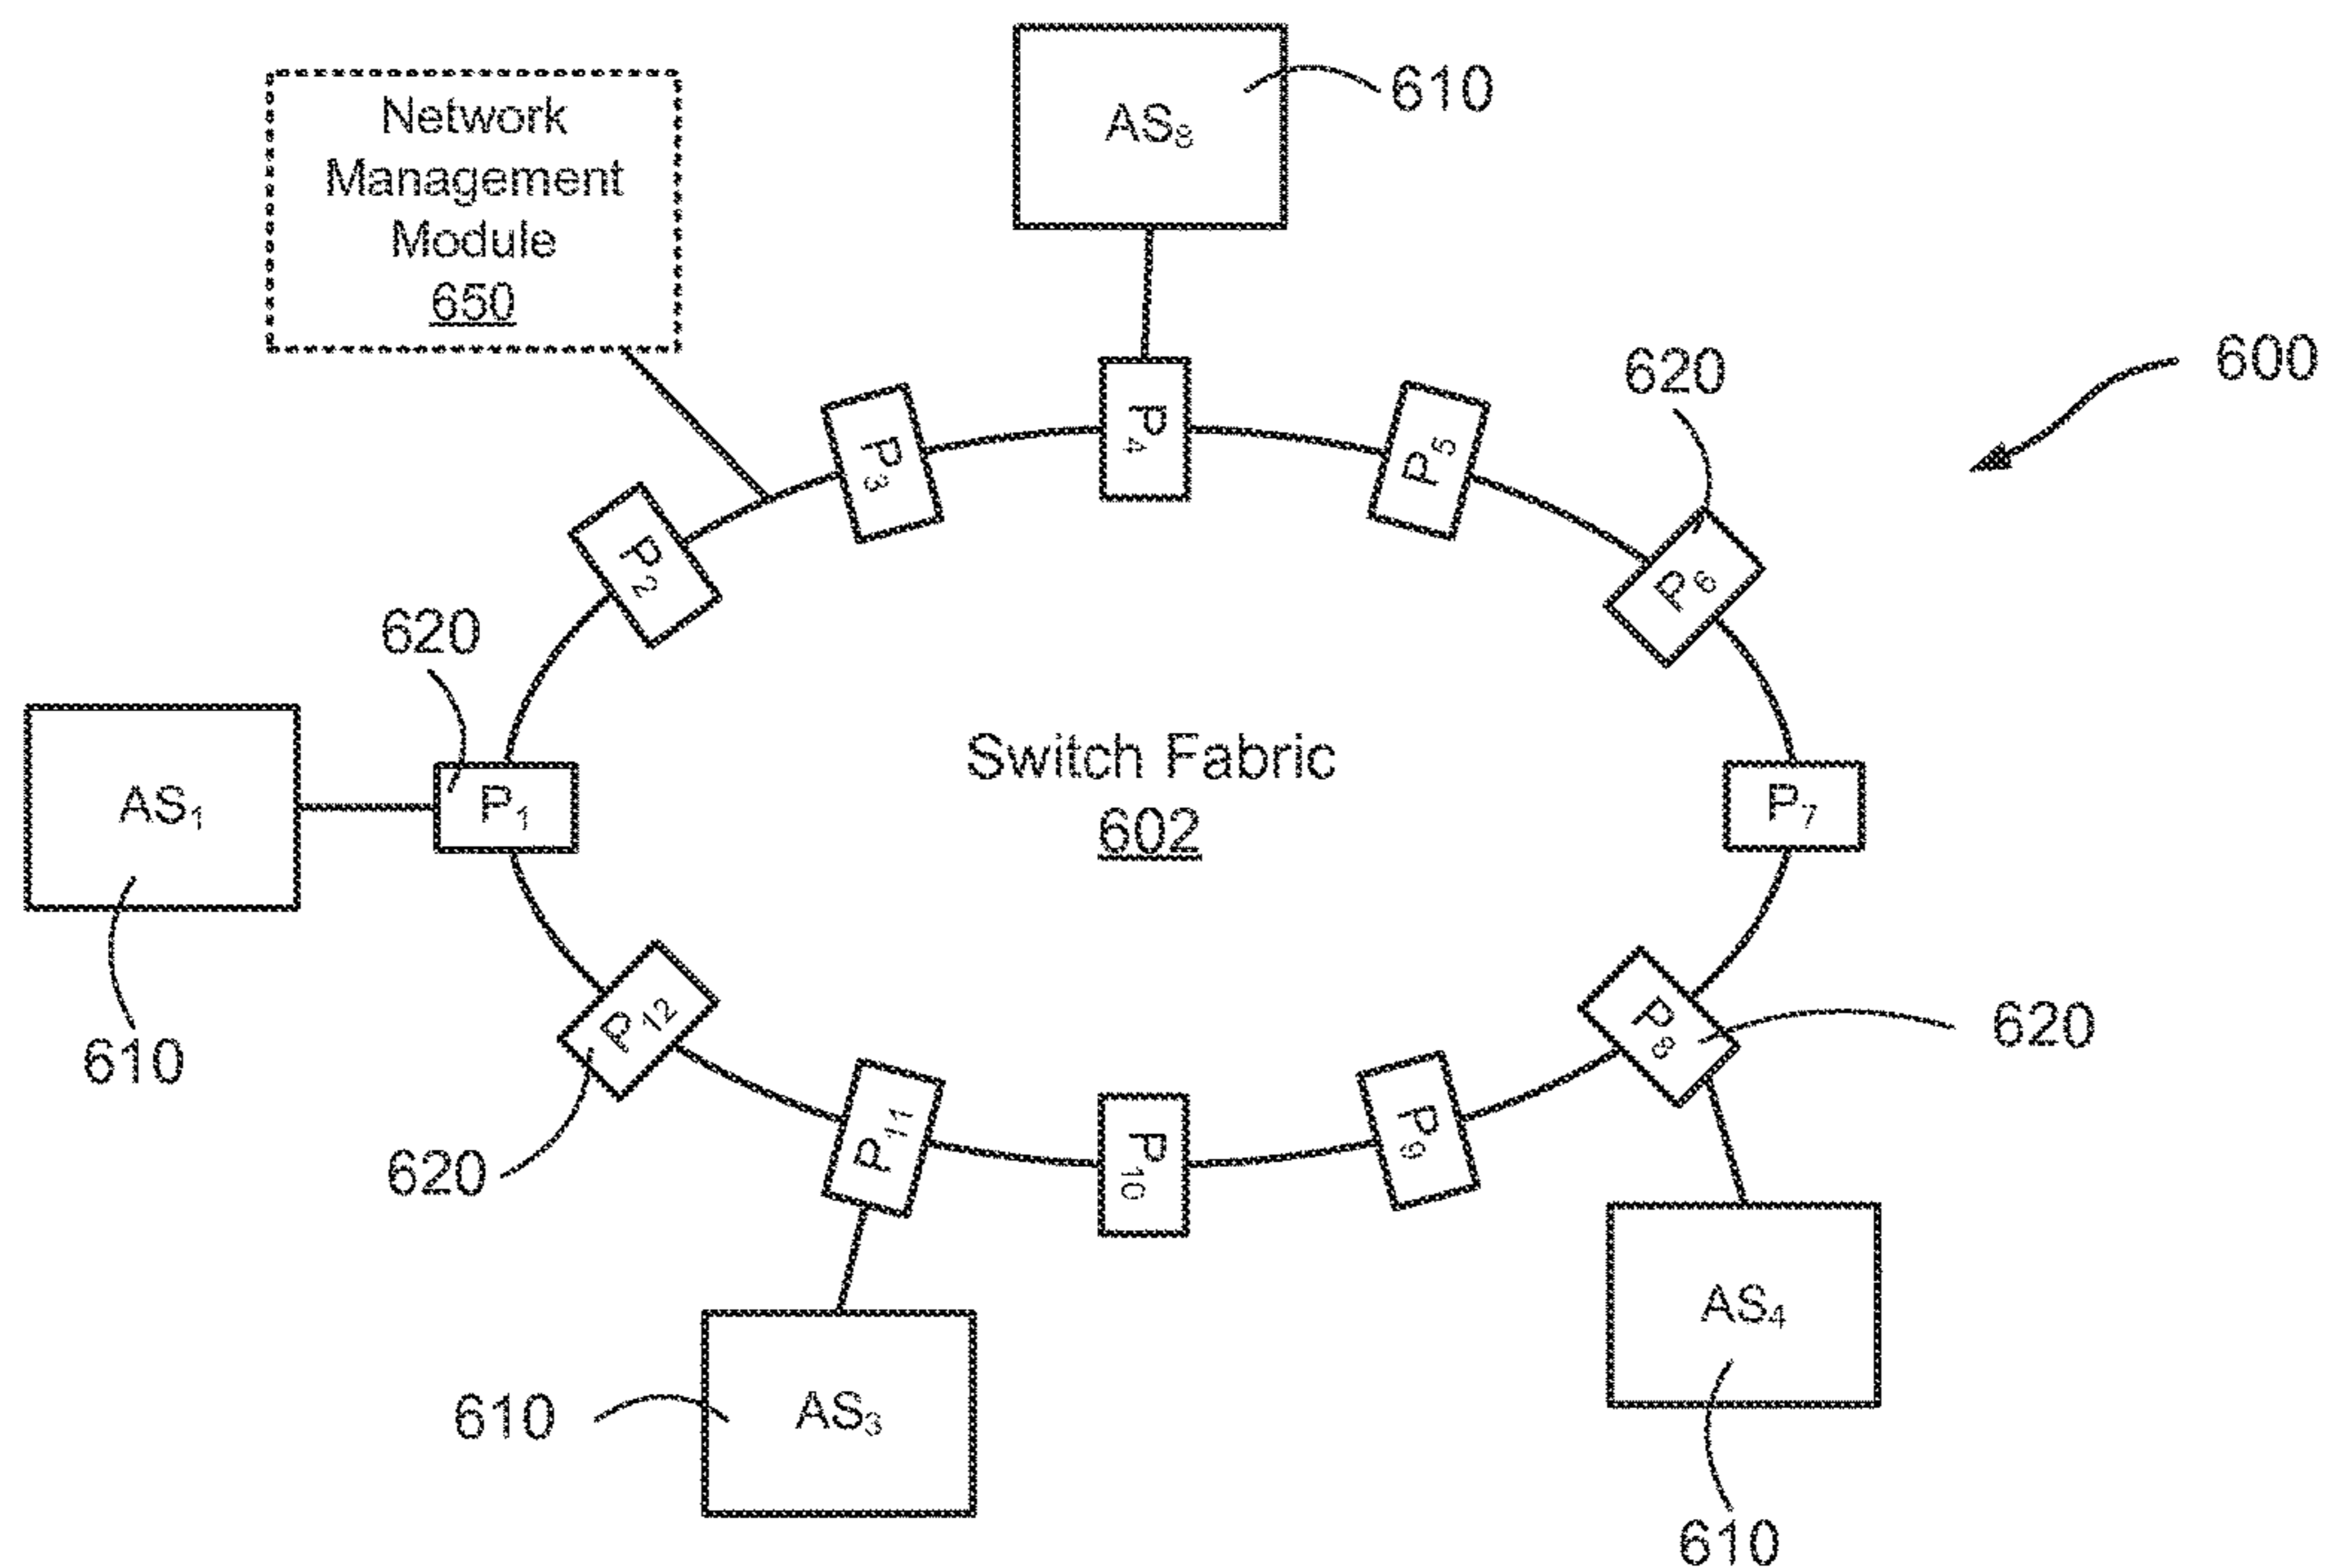 Network
Management
Module
650
AS₈
610
600
620
P₄
P₃
P₅
P₂
P₆
620
Switch Fabric
602
AS₁
P₁
P₇
610
P₁₂
P₈
620
620
P₁₁
P₁₀
P₉
AS₃
610
AS₄
610